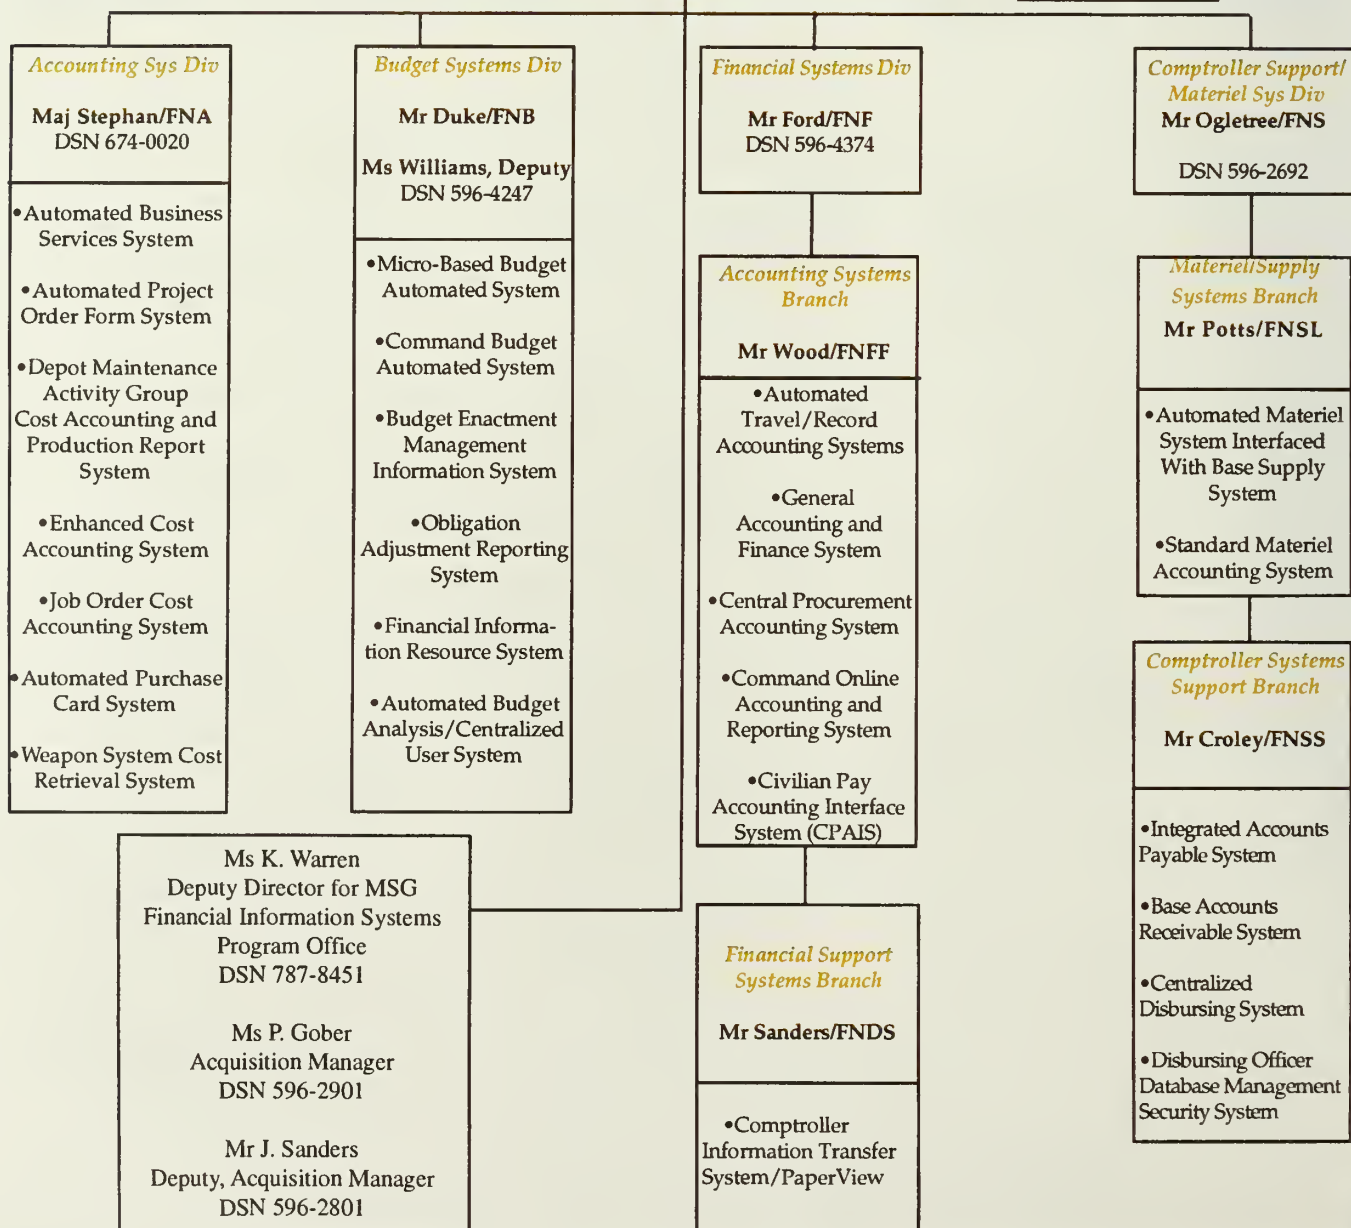 Accounting Sys Div
Maj Stephan/FNA
DSN 674-0020
•Automated Business
Services System
•Automated Project
Order Form System
•Depot Maintenance
Activity Group
Cost Accounting and
Production Report
System
•Enhanced Cost
Accounting System
•Job Order Cost
Accounting System
•Automated Purchase
Card System
•Weapon System Cost
Retrieval System
Budget Systems Div
Mr Duke/FNB
Ms Williams, Deputy
DSN 596-4247
•Micro-Based Budget
Automated System
•Command Budget
Automated System
•Budget Enactment
Management
Information System
•Obligation
Adjustment Reporting
System
•Financial Informa-
tion Resource System
•Automated Budget
Analysis/Centralized
User System
Financial Systems Div
Mr Ford/FNF
DSN 596-4374
Accounting Systems
Branch
Mr Wood/FNFF
•Automated
Travel/Record
Accounting Systems
•General
Accounting and
Finance System
•Central Procurement
Accounting System
•Command Online
Accounting and
Reporting System
•Civilian Pay
Accounting Interface
System (CPAIS)
Financial Support
Systems Branch
Mr Sanders/FNDS
•Comptroller
Information Transfer
System/PaperView
Comptroller Support/
Materiel Sys Div
Mr Ogletree/FNS
DSN 596-2692
Materiel/Supply
Systems Branch
Mr Potts/FNSL
•Automated Materiel
System Interfaced
With Base Supply
System
•Standard Materiel
Accounting System
Comptroller Systems
Support Branch
Mr Croley/FNSS
•Integrated Accounts
Payable System
•Base Accounts
Receivable System
•Centralized
Disbursing System
•Disbursing Officer
Database Management
Security System
Ms K. Warren
Deputy Director for MSG
Financial Information Systems
Program Office
DSN 787-8451
Ms P. Gober
Acquisition Manager
DSN 596-2901
Mr J. Sanders
Deputy, Acquisition Manager
DSN 596-2801